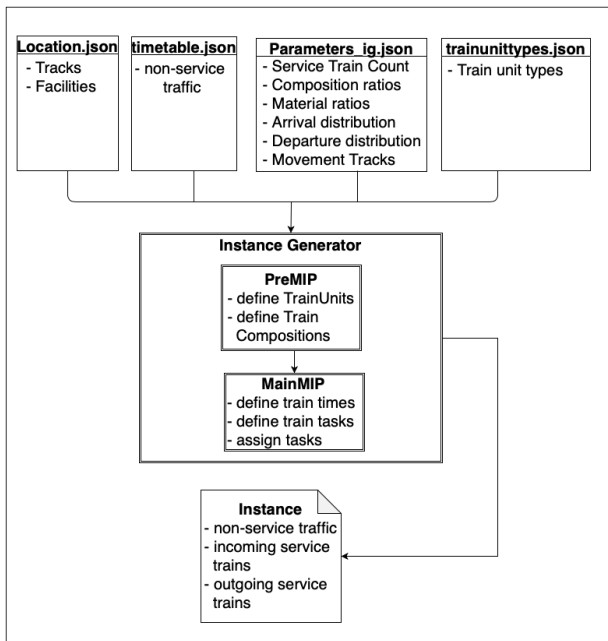 Location.json
- Tracks
- Facilities
timetable.json
- non-service
traffic
Parameters_ig.json
- Service Train Count
- Composition ratios
- Material ratios
- Arrival distribution
- Departure distribution
- Movement Tracks
trainunittypes.json
- Train unit types
Instance Generator
PreMIP
- define TrainUnits
- define Train
Compositions
MainMIP
- define train times
- define train tasks
- assign tasks
Instance
- non-service traffic
- incoming service
trains
- outgoing service
trains